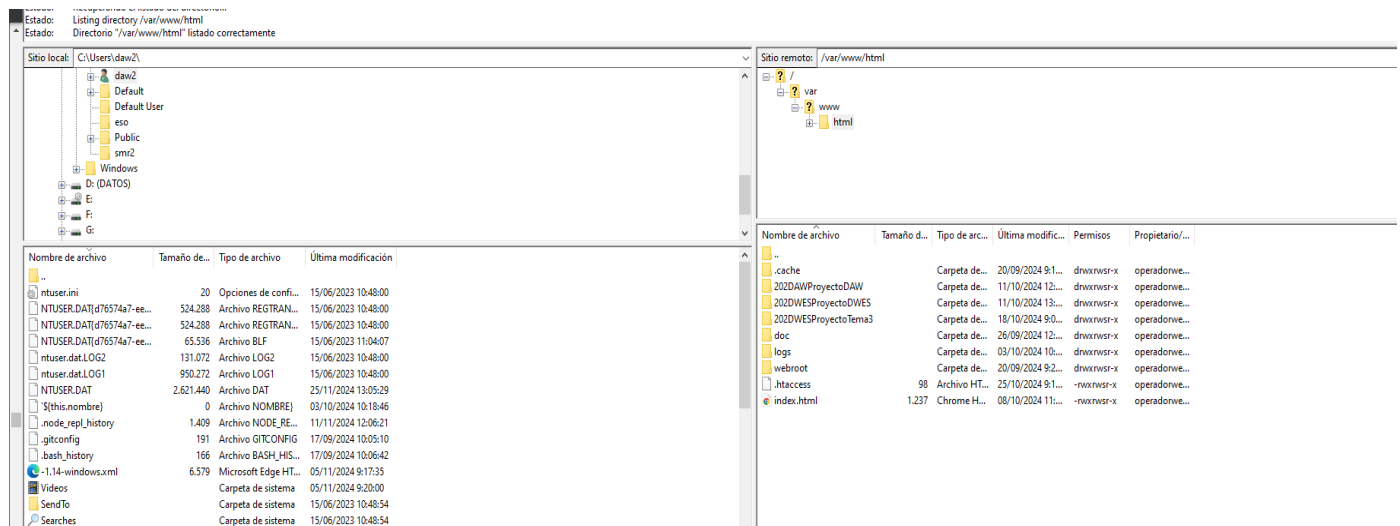 Estado: Listing directory /var/www/html
Estado: Directorio "/var/www/html" listado correctamente
Sitio local: C:\Users\daw2\
daw2
Default
Default User
eso
Public
smr2
Windows
D: (DATOS)
E:
F:
G:
Nombre de archivo Tamaño de... Tipo de archivo Última modificación
..
ntuser.ini 20 Opciones de confi... 15/06/2023 10:48:00
NTUSER.DAT{d76574a7-ee... 524.288 Archivo REGTRAN... 15/06/2023 10:48:00
NTUSER.DAT{d76574a7-ee... 524.288 Archivo REGTRAN... 15/06/2023 10:48:00
NTUSER.DAT{d76574a7-ee... 65.536 Archivo BLF 15/06/2023 11:04:07
ntuser.dat.LOG2 131.072 Archivo LOG2 15/06/2023 10:48:00
ntuser.dat.LOG1 950.272 Archivo LOG1 15/06/2023 10:48:00
NTUSER.DAT 2.621.440 Archivo DAT 25/11/2024 13:05:29
`${this.nombre} 0 Archivo NOMBRE} 03/10/2024 10:18:46
.node_repl_history 1.409 Archivo NODE_RE... 11/11/2024 12:06:21
.gitconfig 191 Archivo GITCONFIG 17/09/2024 10:05:10
.bash_history 166 Archivo BASH_HIS... 17/09/2024 10:06:42
-1.14-windows.xml 6.579 Microsoft Edge HT... 05/11/2024 9:17:35
Videos Carpeta de sistema 05/11/2024 9:20:00
SendTo Carpeta de sistema 15/06/2023 10:48:54
Searches Carpeta de sistema 15/06/2023 10:48:54
Sitio remoto: /var/www/html
/
var
www
html
Nombre de archivo Tamaño d... Tipo de arc... Última modific... Permisos Propietario/...
..
.cache Carpeta de... 20/09/2024 9:1... drwxrwsr-x operadorwe...
202DAWProyectoDAW Carpeta de... 11/10/2024 12:... drwxrwsr-x operadorwe...
202DWESProyectoDWES Carpeta de... 11/10/2024 13:... drwxrwsr-x operadorwe...
202DWESProyectoTema3 Carpeta de... 18/10/2024 9:0... drwxrwsr-x operadorwe...
doc Carpeta de... 26/09/2024 12:... drwxrwsr-x operadorwe...
logs Carpeta de... 03/10/2024 10:... drwxrwsr-x operadorwe...
webroot Carpeta de... 20/09/2024 9:2... drwxrwsr-x operadorwe...
.htaccess 98 Archivo HT... 25/10/2024 9:1... -rwxrwsr-x operadorwe...
index.html 1.237 Chrome H... 08/10/2024 11:... -rwxrwsr-x operadorwe...